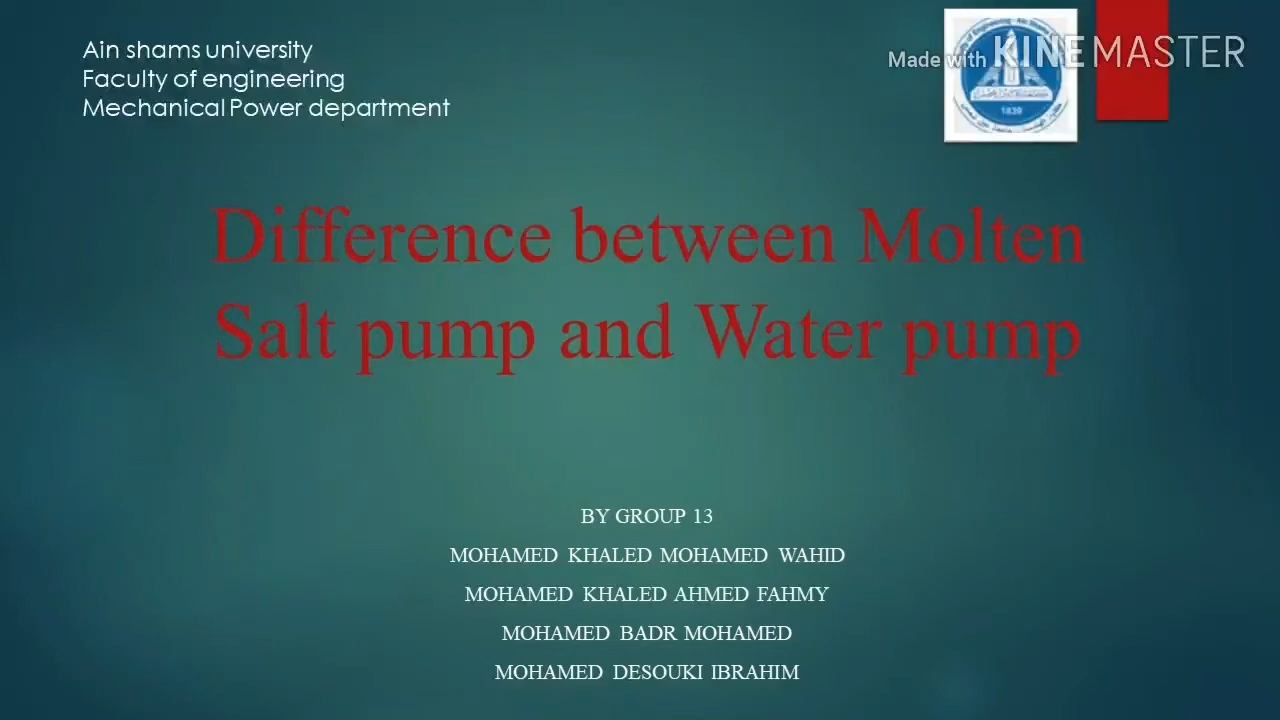 Ain shams university
Faculty of engineering
Mechanical Power department
Made with KINEMASTER
1839
Difference between Molten
Salt pump and Water pump
BY GROUP 13
MOHAMED KHALED MOHAMED WAHID
MOHAMED KHALED AHMED FAHMY
MOHAMED BADR MOHAMED
MOHAMED DESOUKI IBRAHIM